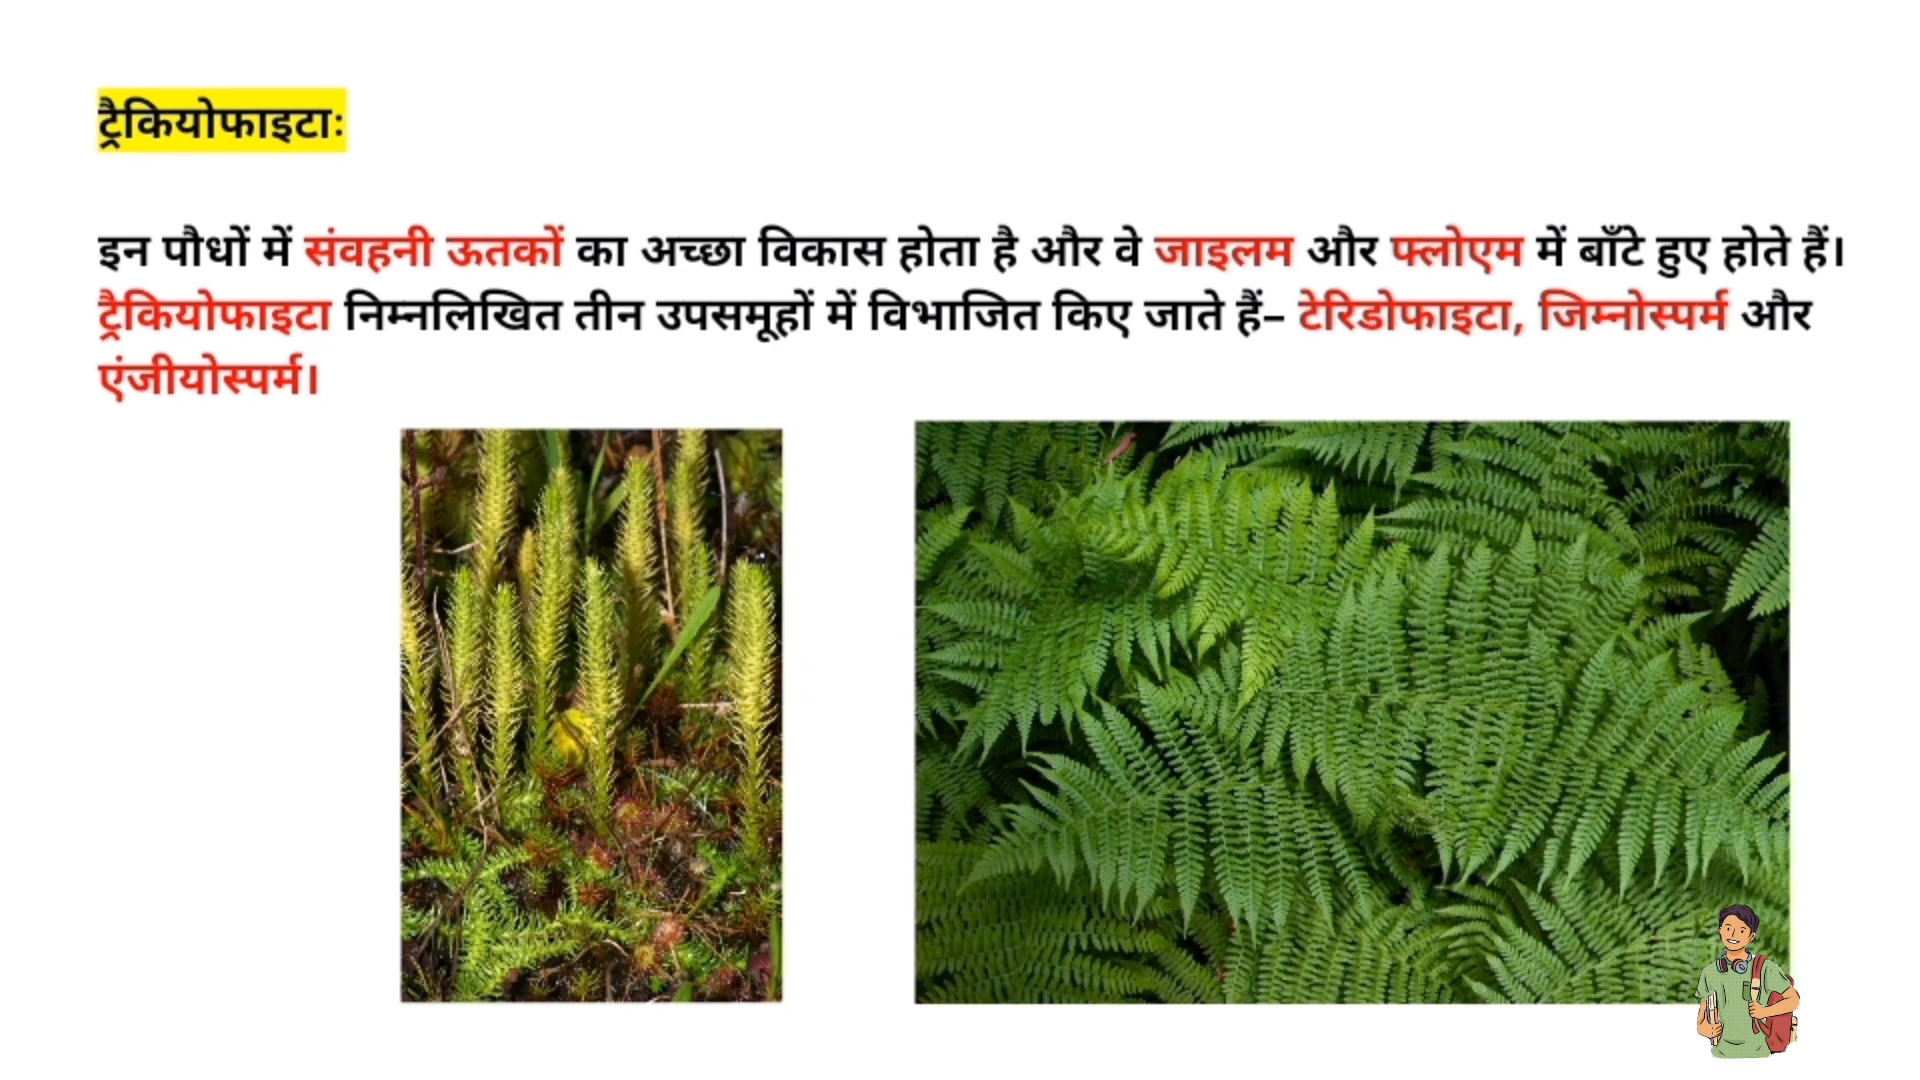 ट्रैकियोफाइटाः
इन पौधों में संवहनी ऊतकों का अच्छा विकास होता है और वे जाइलम और फ्लोएम में बाँटे हुए होते हैं।
ट्रैकियोफाइटा निम्नलिखित तीन उपसमूहों में विभाजित किए जाते हैं– टेरिडोफाइटा, जिम्नोस्पर्म और
एंजीयोस्पर्म।